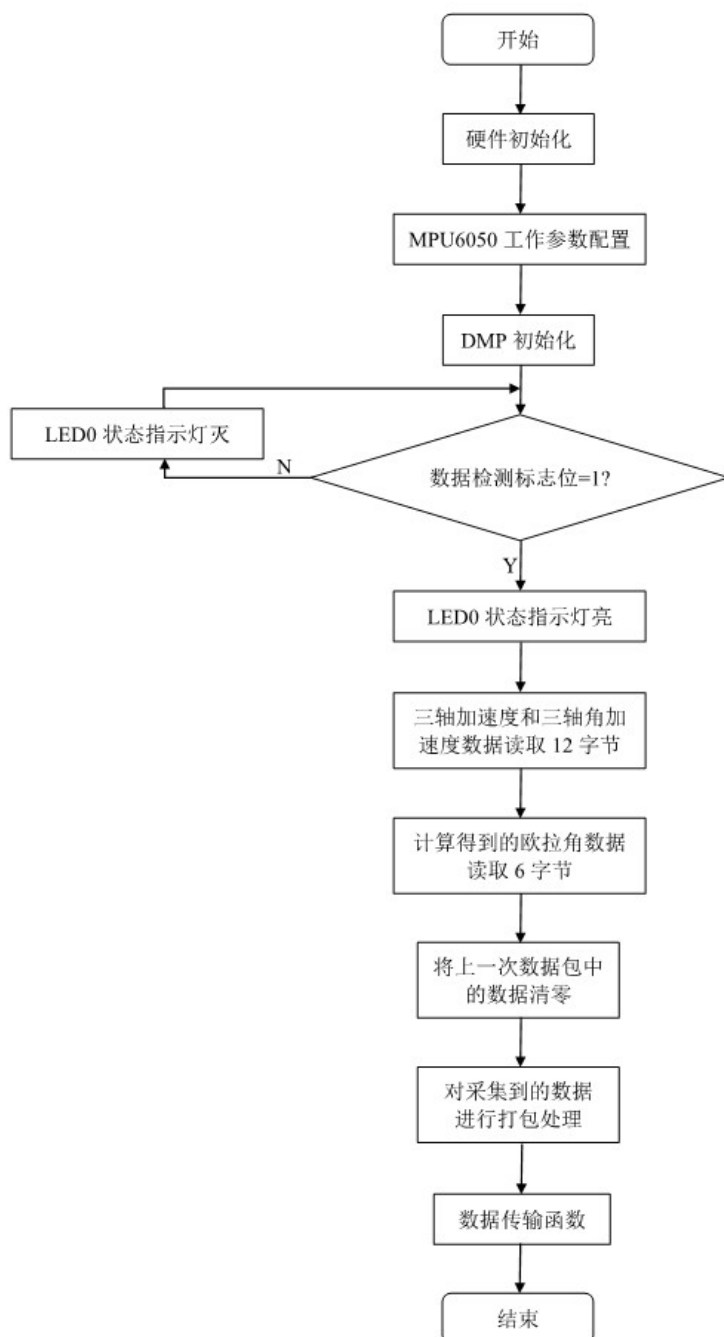 开始
硬件初始化
MPU6050 工作参数配置
DMP 初始化
LED0 状态指示灯灭
N
数据检测标志位=1?
Y
LED0 状态指示灯亮
三轴加速度和三轴角加
速度数据读取 12 字节
计算得到的欧拉角数据
读取 6 字节
将上一次数据包中
的数据清零
对采集到的数据
进行打包处理
数据传输函数
结束